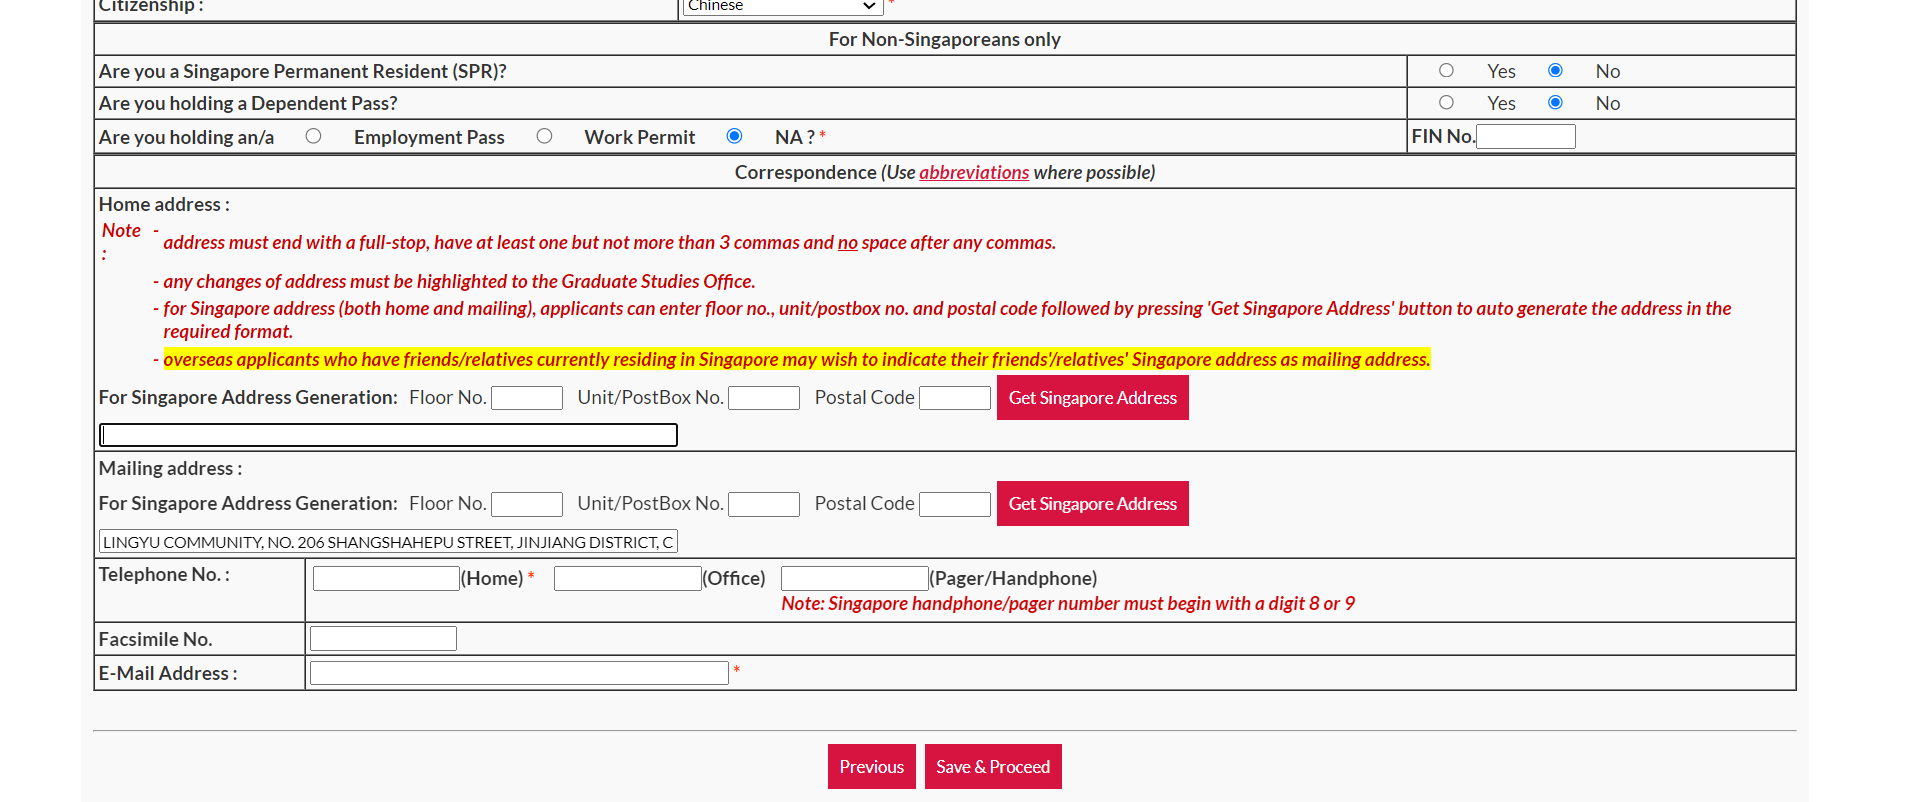 Citizenship :
Chinese *
For Non-Singaporeans only
Are you a Singapore Permanent Resident (SPR)? Yes No
Are you holding a Dependent Pass? Yes No
Are you holding an/a Employment Pass Work Permit NA ? * FIN No.
Correspondence (Use abbreviations where possible)
Home address :
Note : - address must end with a full-stop, have at least one but not more than 3 commas and no space after any commas.
- any changes of address must be highlighted to the Graduate Studies Office.
- for Singapore address (both home and mailing), applicants can enter floor no., unit/postbox no. and postal code followed by pressing 'Get Singapore Address' button to auto generate the address in the
required format.
- overseas applicants who have friends/relatives currently residing in Singapore may wish to indicate their friends'/relatives' Singapore address as mailing address.
For Singapore Address Generation: Floor No. Unit/PostBox No. Postal Code Get Singapore Address
Mailing address :
For Singapore Address Generation: Floor No. Unit/PostBox No. Postal Code Get Singapore Address
LINGYU COMMUNITY, NO. 206 SHANGSHAHEPU STREET, JINJIANG DISTRICT, C
Telephone No. : (Home) * (Office) (Pager/Handphone)
Note: Singapore handphone/pager number must begin with a digit 8 or 9
Facsimile No.
E-Mail Address : *
Previous Save & Proceed